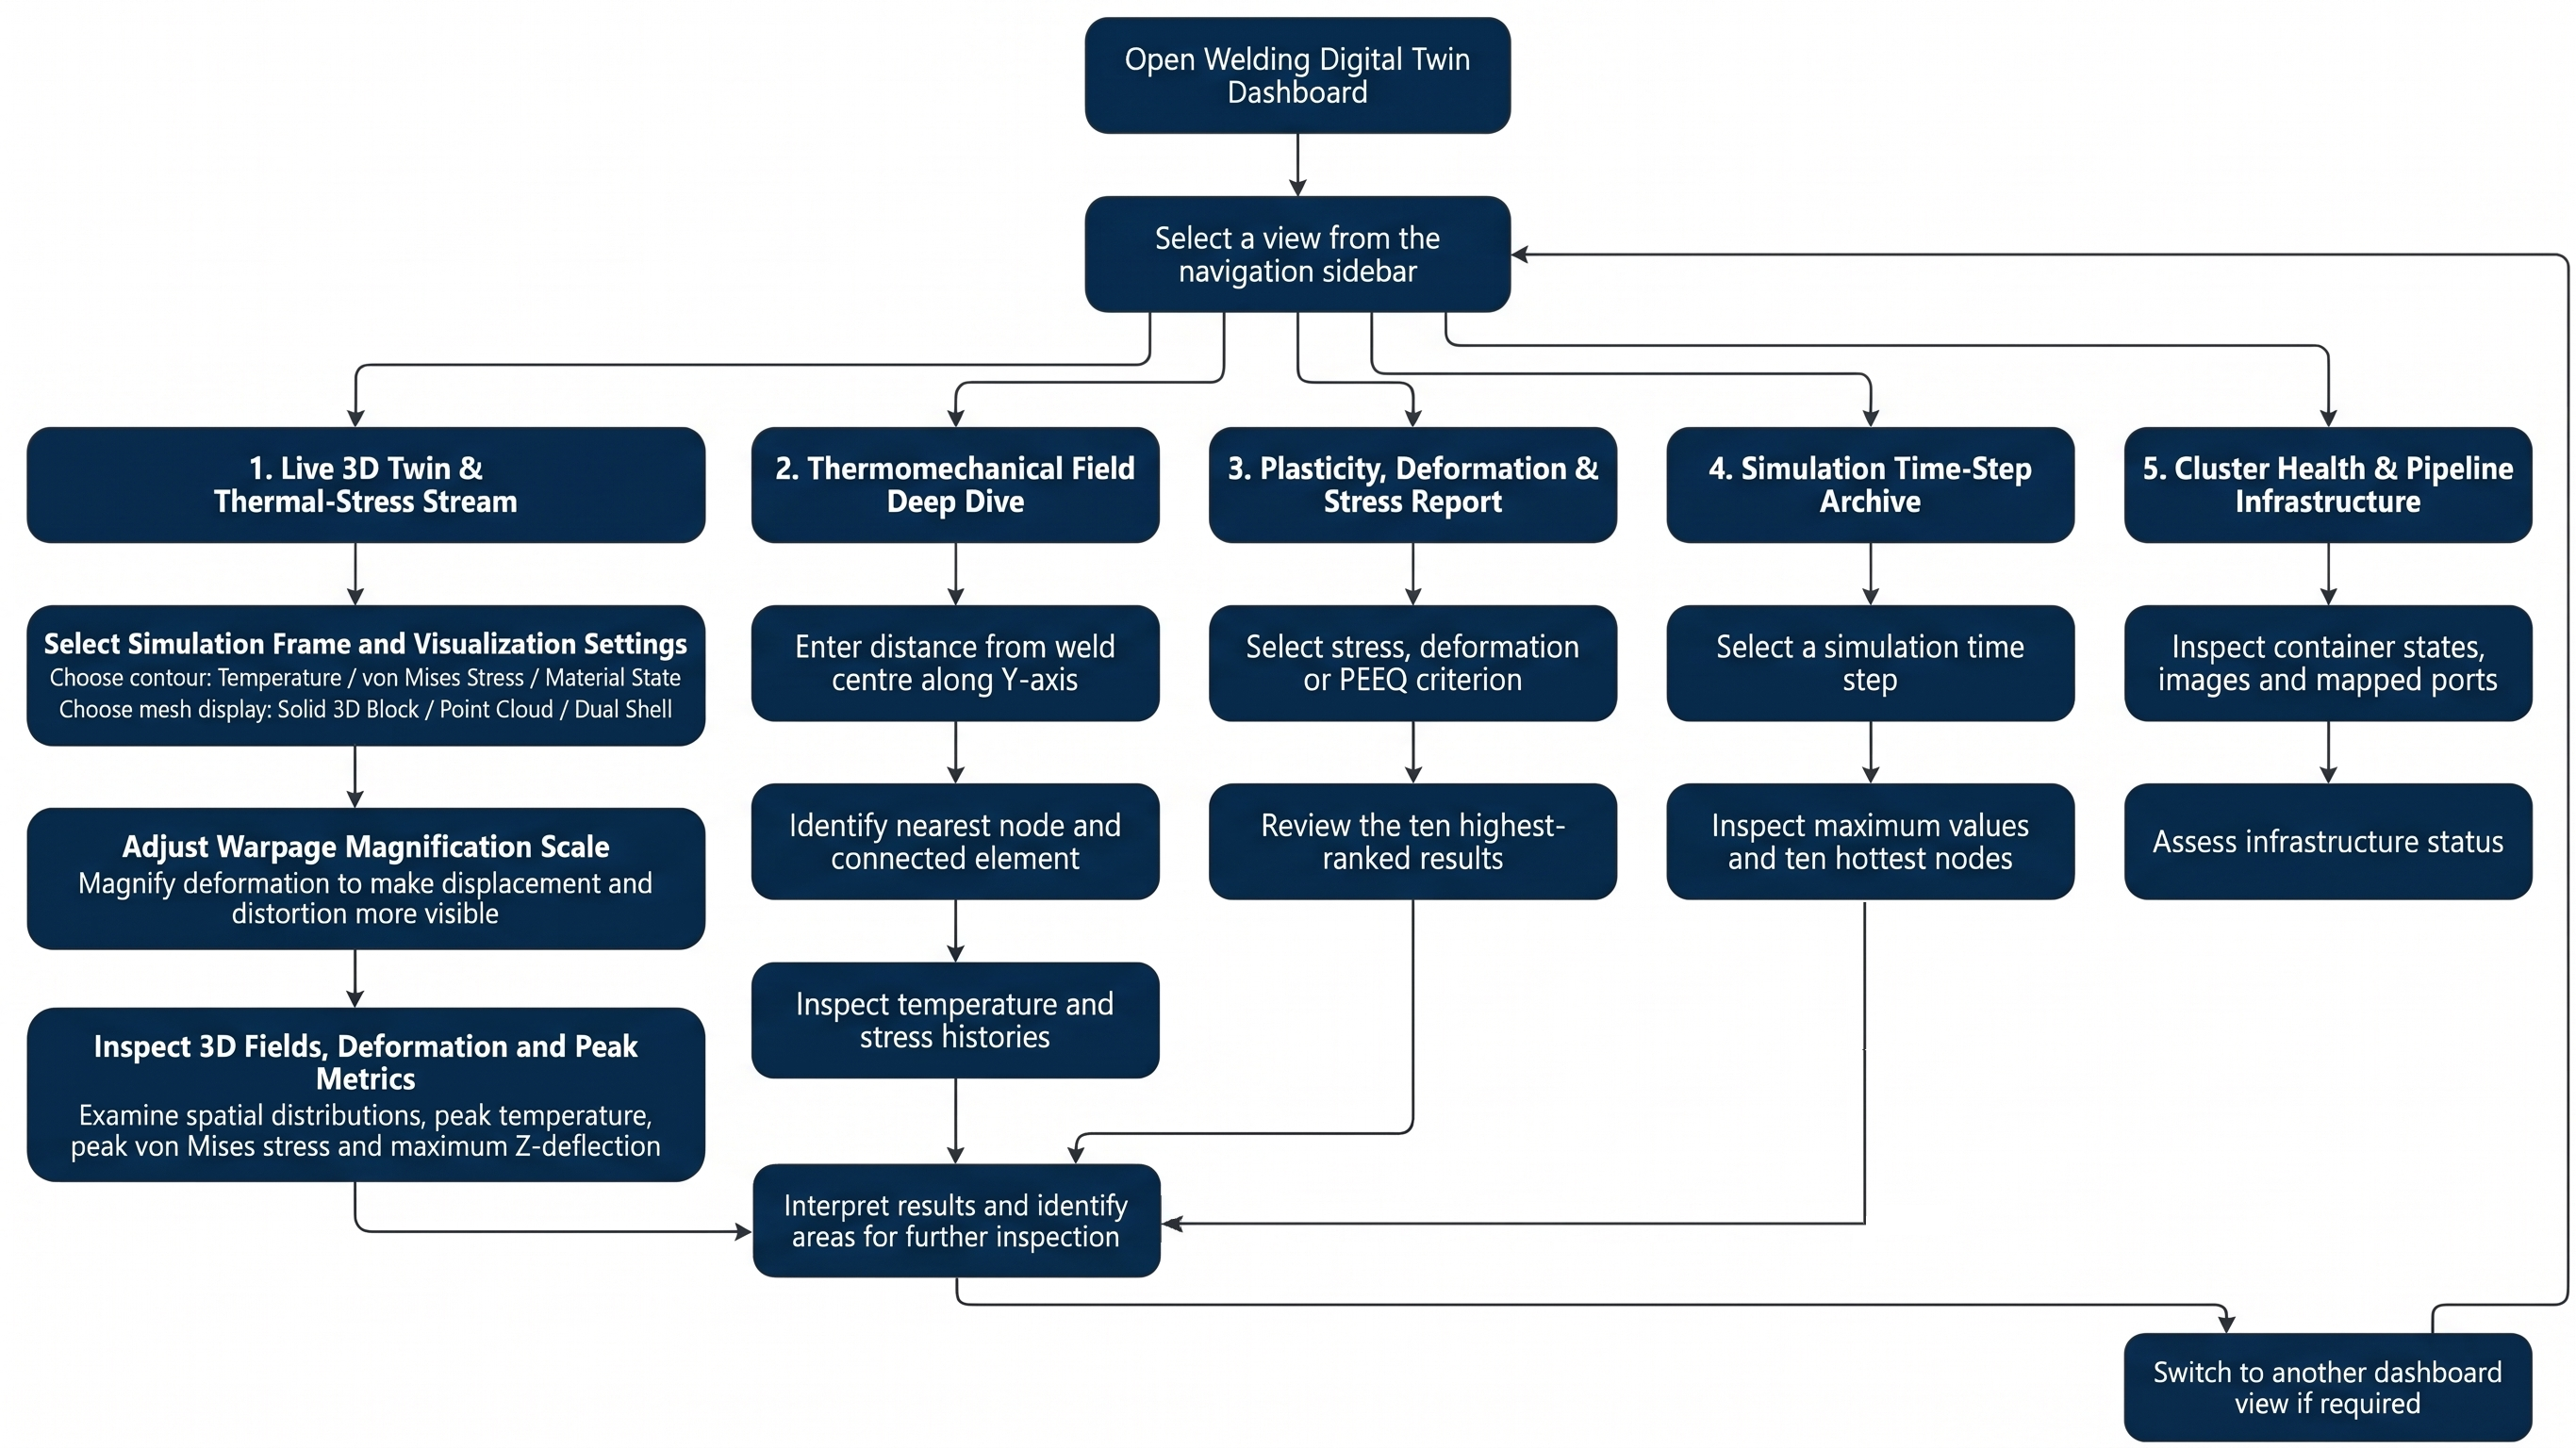 Open Welding Digital Twin
Dashboard
Select a view from the
navigation sidebar
1. Live 3D Twin &
Thermal-Stress Stream
2. Thermomechanical Field
Deep Dive
3. Plasticity, Deformation &
Stress Report
4. Simulation Time-Step
Archive
5. Cluster Health & Pipeline
Infrastructure
Select Simulation Frame and Visualization Settings
Choose contour: Temperature / von Mises Stress / Material State
Choose mesh display: Solid 3D Block / Point Cloud / Dual Shell
Enter distance from weld
centre along Y-axis
Select stress, deformation
or PEEQ criterion
Select a simulation time
step
Inspect container states,
images and mapped ports
Adjust Warpage Magnification Scale
Magnify deformation to make displacement and
distortion more visible
Identify nearest node and
connected element
Review the ten highest-
ranked results
Inspect maximum values
and ten hottest nodes
Assess infrastructure status
Inspect 3D Fields, Deformation and Peak
Metrics
Examine spatial distributions, peak temperature,
peak von Mises stress and maximum Z-deflection
Inspect temperature and
stress histories
Interpret results and identify
areas for further inspection
Switch to another dashboard
view if required